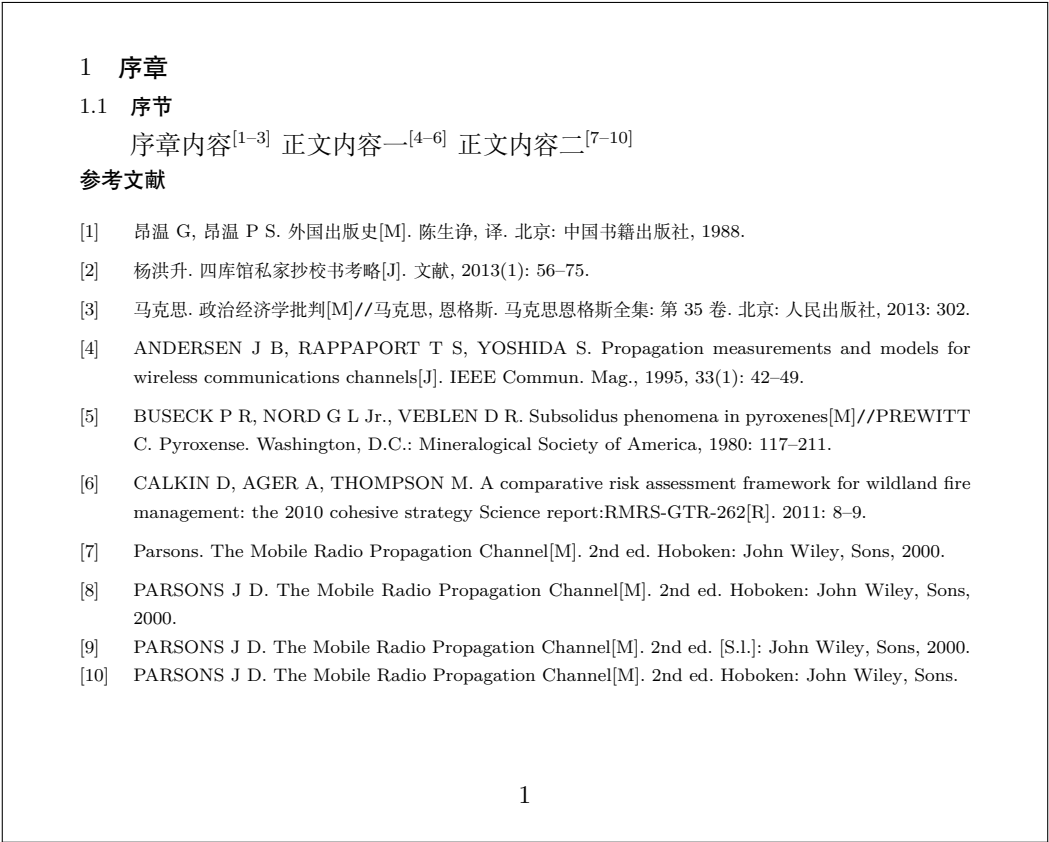 1 序章
1.1 序节
序章内容[1–3] 正文内容一[4–6] 正文内容二[7–10]
参考文献
[1] 昂温 G, 昂温 P S. 外国出版史[M]. 陈生诤, 译. 北京: 中国书籍出版社, 1988.
[2] 杨洪升. 四库馆私家抄校书考略[J]. 文献, 2013(1): 56–75.
[3] 马克思. 政治经济学批判[M]//马克思, 恩格斯. 马克思恩格斯全集: 第 35 卷. 北京: 人民出版社, 2013: 302.
[4] ANDERSEN J B, RAPPAPORT T S, YOSHIDA S. Propagation measurements and models for
wireless communications channels[J]. IEEE Commun. Mag., 1995, 33(1): 42–49.
[5] BUSECK P R, NORD G L Jr., VEBLEN D R. Subsolidus phenomena in pyroxenes[M]//PREWITT
C. Pyroxense. Washington, D.C.: Mineralogical Society of America, 1980: 117–211.
[6] CALKIN D, AGER A, THOMPSON M. A comparative risk assessment framework for wildland fire
management: the 2010 cohesive strategy Science report:RMRS-GTR-262[R]. 2011: 8–9.
[7] Parsons. The Mobile Radio Propagation Channel[M]. 2nd ed. Hoboken: John Wiley, Sons, 2000.
[8] PARSONS J D. The Mobile Radio Propagation Channel[M]. 2nd ed. Hoboken: John Wiley, Sons,
2000.
[9] PARSONS J D. The Mobile Radio Propagation Channel[M]. 2nd ed. [S.l.]: John Wiley, Sons, 2000.
[10] PARSONS J D. The Mobile Radio Propagation Channel[M]. 2nd ed. Hoboken: John Wiley, Sons.
1